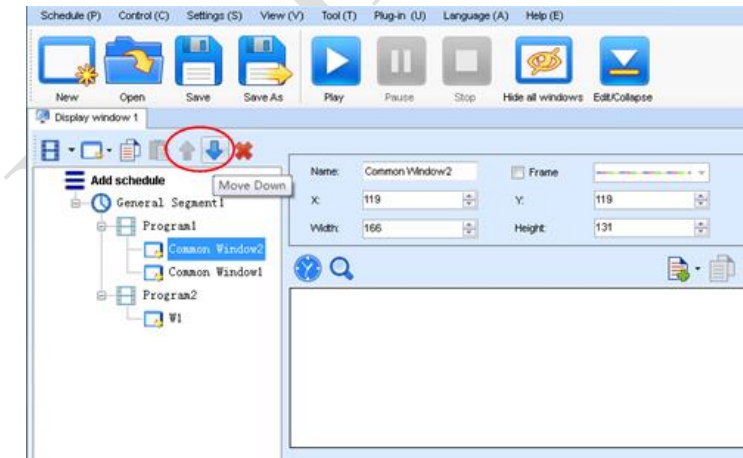 Schedule (P) Control (C) Settings (S) View (V) Tool (T) Plug-in (U) Language (A) Help (E)
New Open Save Save As Play Pause Stop Hide all windows Edit/Collapse
Display window 1
Move Down
Add schedule
General Segment1
Program1
Common Window2
Common Window1
Program2
W1
Name: Common Window2 Frame
X: 119 Y: 119
Width: 166 Height: 131